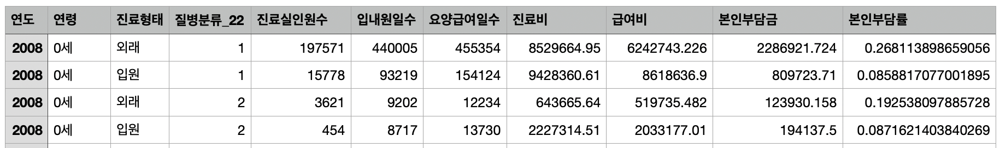 연도 연령 진료형태 질병분류_22 진료실인원수 입내원일수 요양급여일수 진료비 급여비 본인부담금 본인부담률
2008 0세 외래 1 197571 440005 455354 8529664.95 6242743.226 2286921.724 0.268113898659056
2008 0세 입원 1 15778 93219 154124 9428360.61 8618636.9 809723.71 0.0858817077001895
2008 0세 외래 2 3621 9202 12234 643665.64 519735.482 123930.158 0.192538097885728
2008 0세 입원 2 454 8717 13730 2227314.51 2033177.01 194137.5 0.0871621403840269